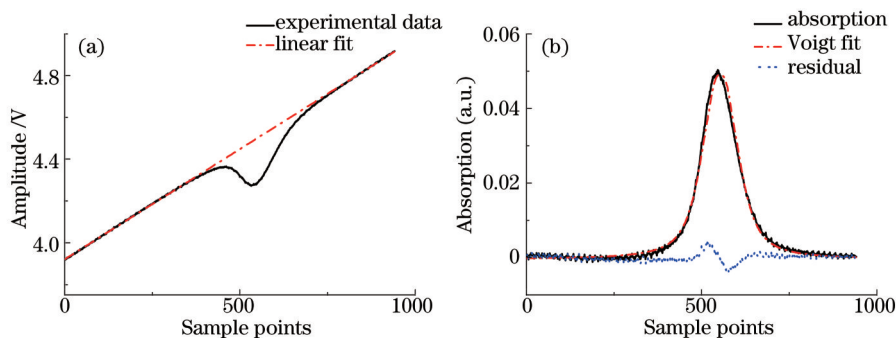 (a)
experimental data
linear fit
4.8
4.4
4.0
Amplitude /V
0
500
1000
Sample points
(b)
absorption
Voigt fit
residual
0.06
0.04
0.02
0
Absorption (a.u.)
0
500
1000
Sample points